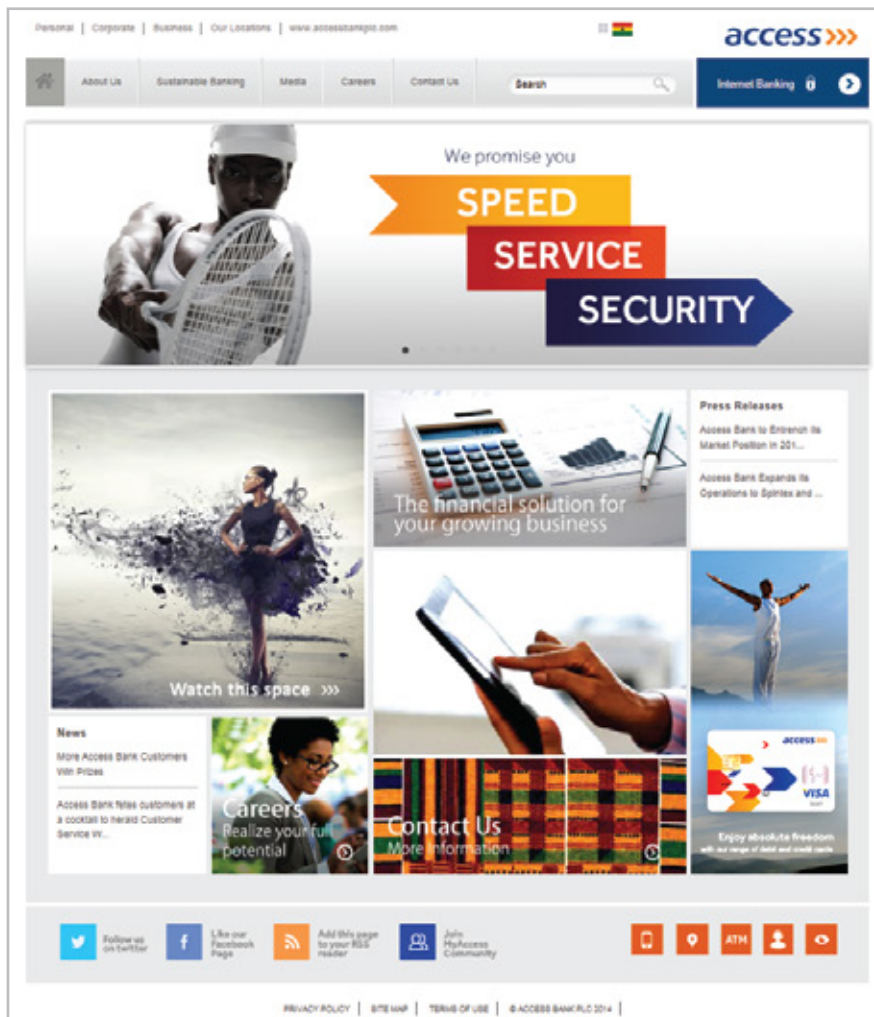 Personal | Corporate | Business | Our Locations | www.accessbankplc.com
access
About Us
Sustainable Banking
Media
Careers
Contact Us
Search
Internet Banking
We promise you
SPEED
SERVICE
SECURITY
The financial solution for
your growing business
Press Releases
Access Bank to Entrench Its
Market Position in 201...
Access Bank Expands Its
Operations to Spintex and ...
Watch this space >>>
News
More Access Bank Customers
Win Prizes
Access Bank fetes customers at
a cocktail to herald Customer
Service W...
Careers
Realize your full
potential
Contact Us
More Information
access
VISA
Enjoy absolute freedom
with our range of debit and credit cards
Follow us
on twitter
Like our
Facebook
Page
Add this page
to your RSS
reader
Join
MyAccess
Community
ATM
PRIVACY POLICY | SITE MAP | TERMS OF USE | © ACCESS BANK PLC 2014 |